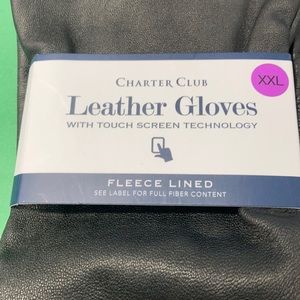 CHARTER CLUB
XXL
Leather Gloves
WITH TOUCH SCREEN TECHNOLOGY
FLEECE LINED
SEE LABEL FOR FULL FIBER CONTENT